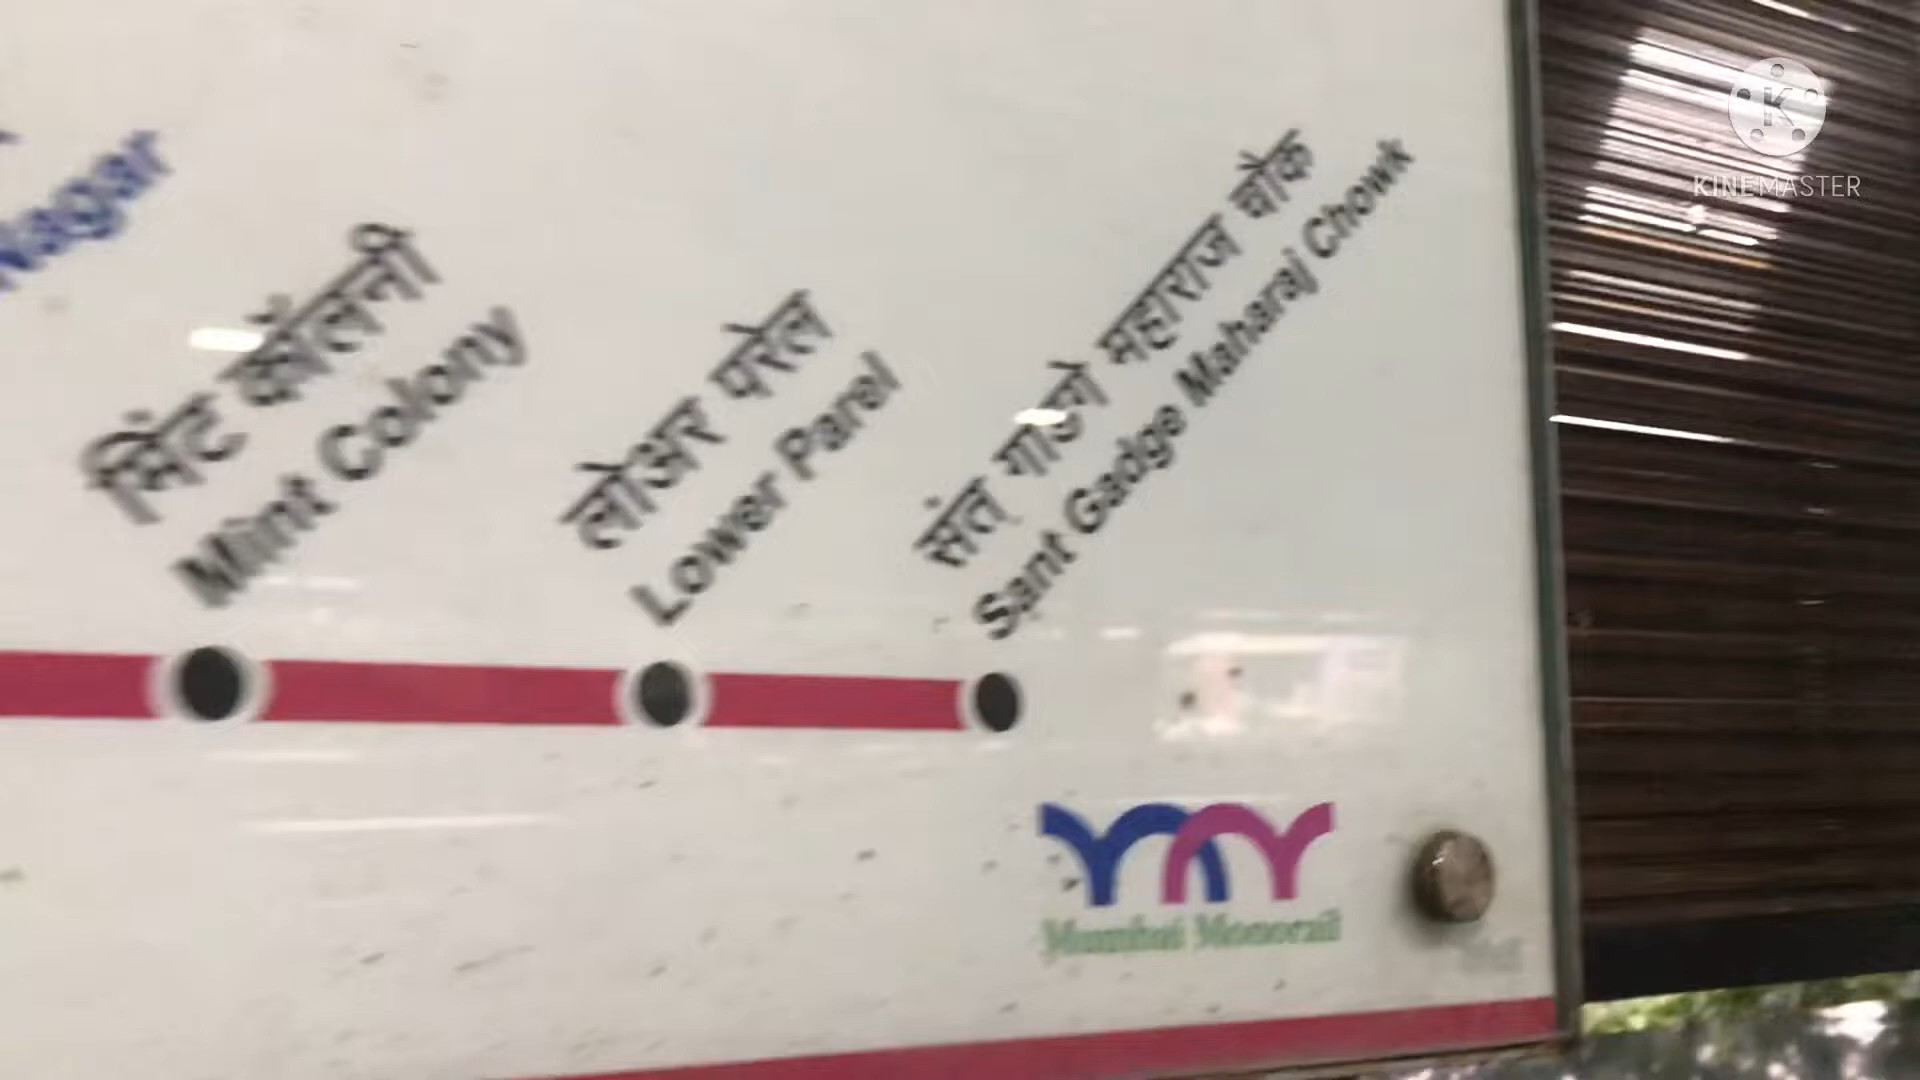 Nagar
मिंट कॉलनी
Mint Colony
लोअर परेल
Lower Parel
संत गाडगे महाराज चौक
Sant Gadge Maharaj Chowk
Mumbai Monorail
K
KINEMASTER